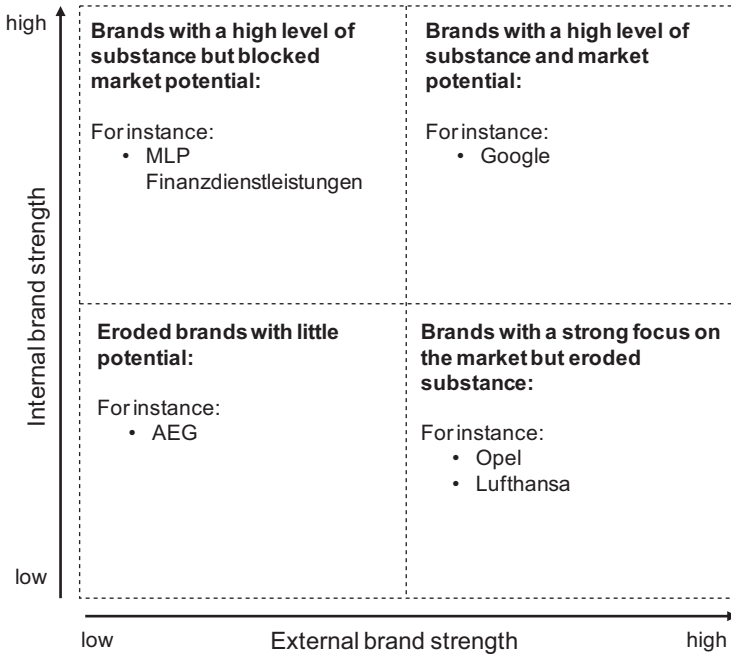 high
Brands with a high level of
substance but blocked
market potential:
For instance:
• MLP
Finanzdienstleistungen
Brands with a high level of
substance and market
potential:
For instance:
• Google
Eroded brands with little
potential:
For instance:
• AEG
Brands with a strong focus on
the market but eroded
substance:
For instance:
• Opel
• Lufthansa
Internal brand strength
low
low
External brand strength
high